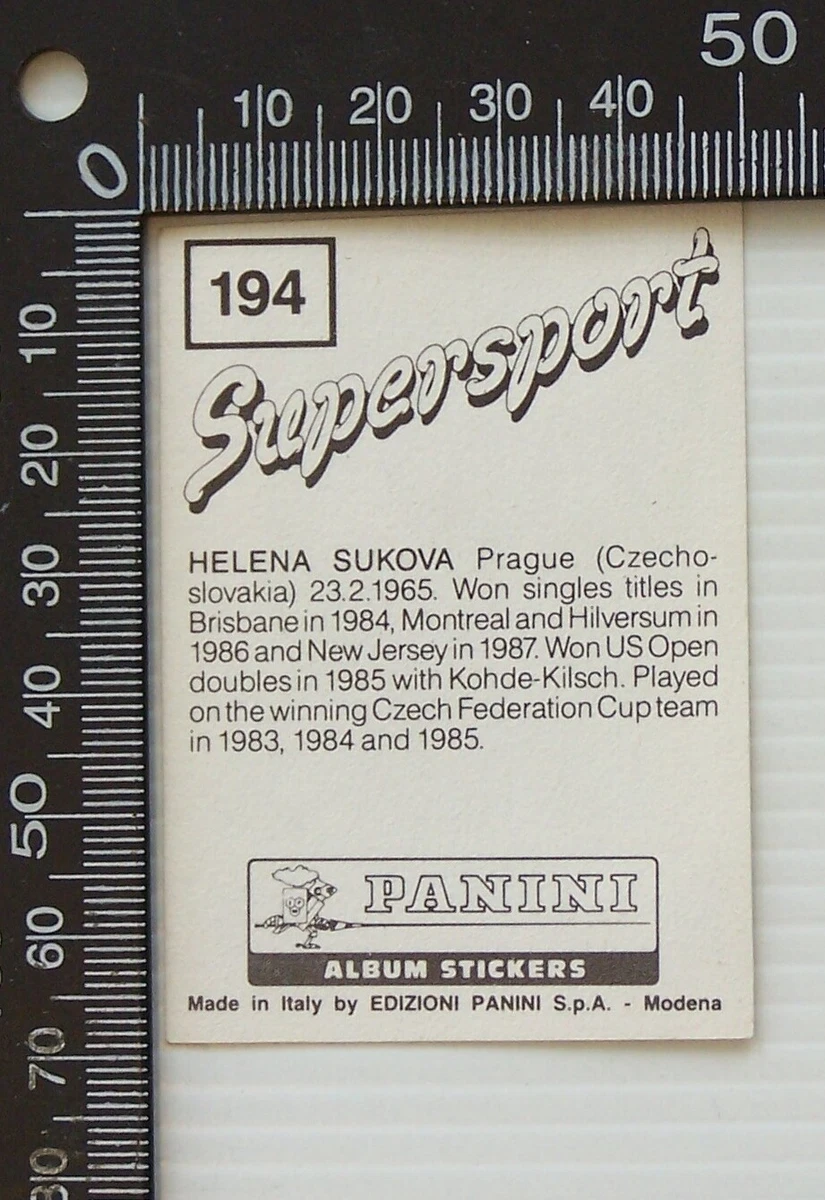 50
10 20 30 40
0
194
Supersport
10
20
30
40
50
60
70
80
HELENA SUKOVA Prague (Czecho-
slovakia) 23.2.1965. Won singles titles in
Brisbane in 1984, Montreal and Hilversum in
1986 and New Jersey in 1987. Won US Open
doubles in 1985 with Kohde-Kilsch. Played
on the winning Czech Federation Cup team
in 1983, 1984 and 1985.
PANINI
ALBUM STICKERS
Made in Italy by EDIZIONI PANINI S.p.A. - Modena